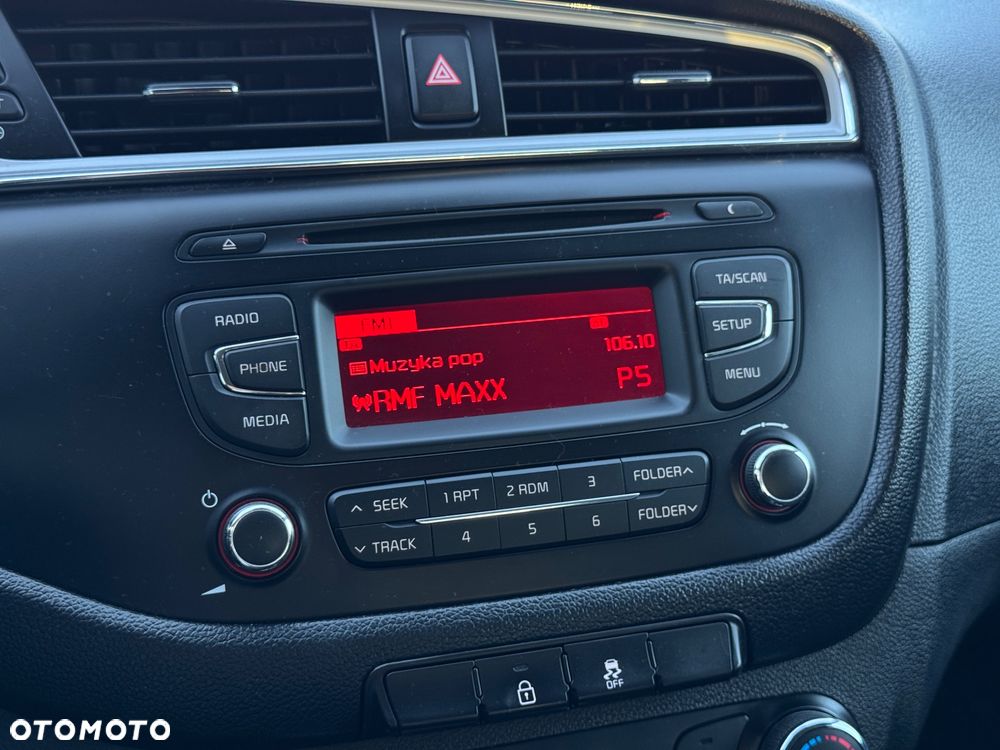 RADIO
PHONE
MEDIA
TA/SCAN
SETUP
MENU
FM1
106.10
Muzyka pop
RMF MAXX P5
SEEK 1 RPT 2 RDM 3 FOLDER
TRACK 4 5 6 FOLDER
OFF
OTOMOTO